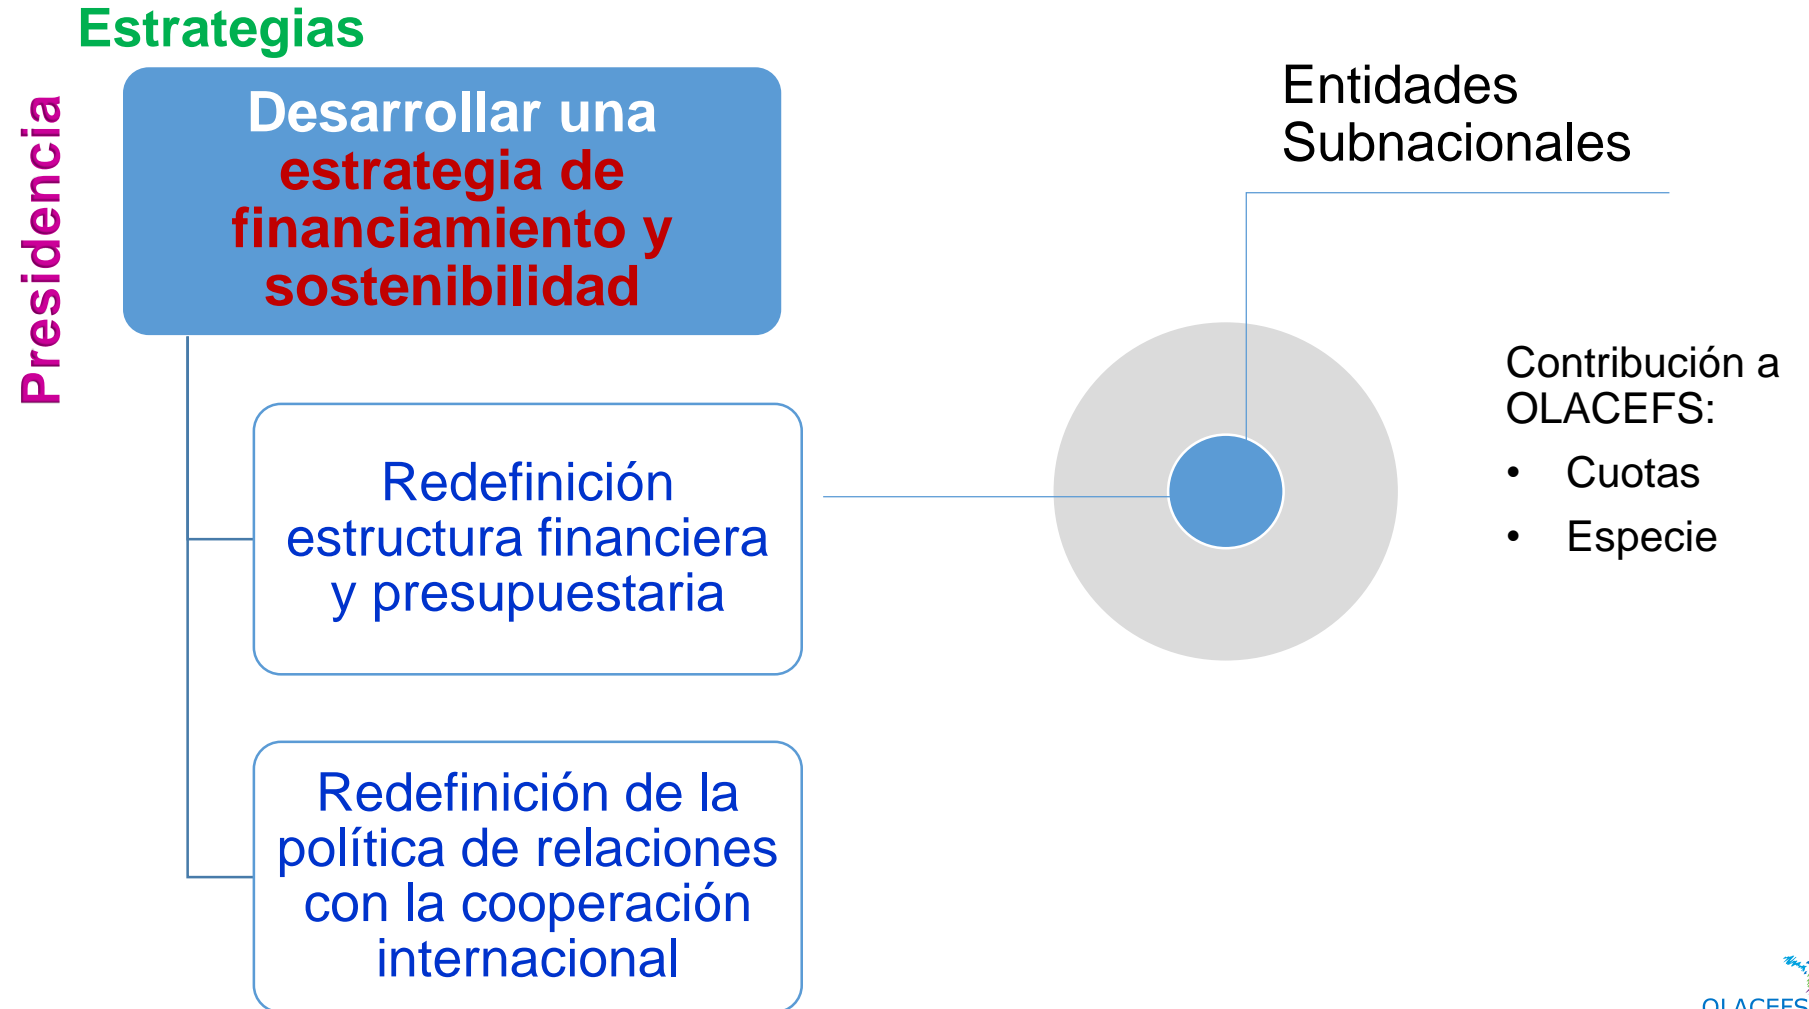 Estrategias
Presidencia
Desarrollar una
estrategia de
financiamiento y
sostenibilidad
Redefinición
estructura financiera
y presupuestaria
Redefinición de la
política de relaciones
con la cooperación
internacional
Entidades
Subnacionales
Contribución a
OLACEFS:
• Cuotas
• Especie
OLACEFS